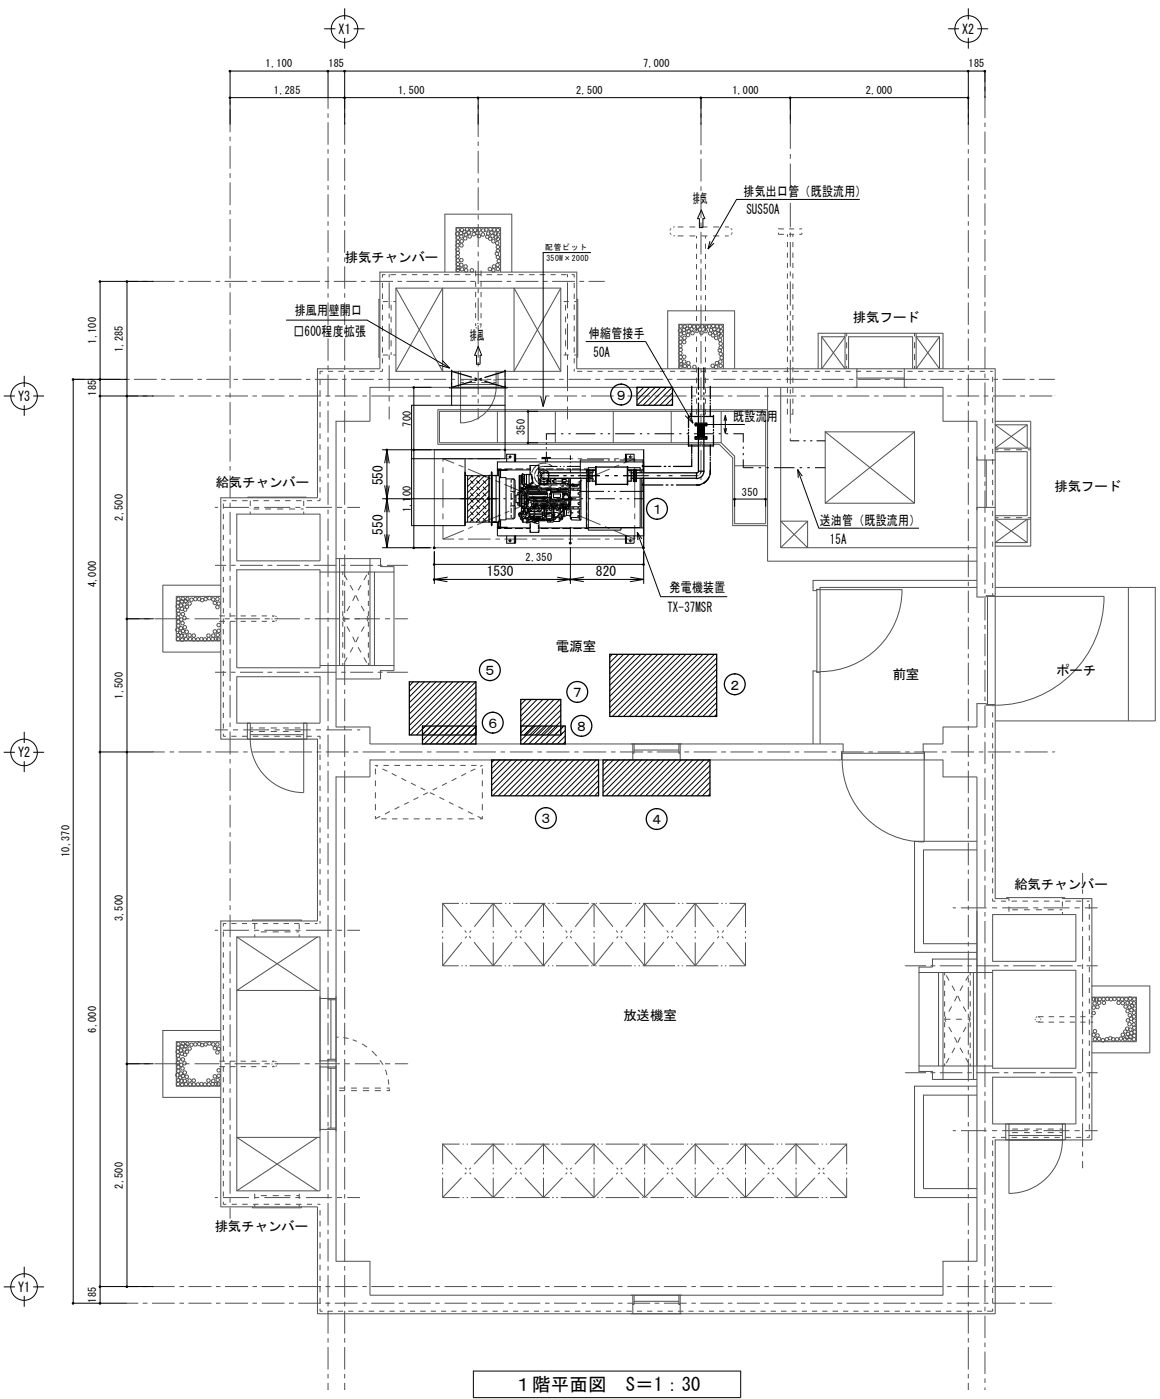 X1
X2
1,100
185
7,000
185
1,285
1,500
2,500
1,000
2,000
排気
排気出口管（既設流用）
SUS50A
排気チャンバー
配管ピット
350W×200D
排風用壁開口
□600程度拡張
排風
伸縮管接手
50A
排気フード
1,100
1,285
185
Y3
⑨
既設流用
700
350
550
1,100
550
給気チャンバー
①
350
排気フード
送油管（既設流用）
15A
2,500
4,000
2,350
1530
820
発電機装置
TX-37MSR
電源室
前室
ポーチ
⑤
⑦
②
⑥
⑧
1,500
Y2
③
④
10,370
3,500
給気チャンバー
6,000
放送機室
2,500
排気チャンバー
Y1
185
1階平面図 S=1：30